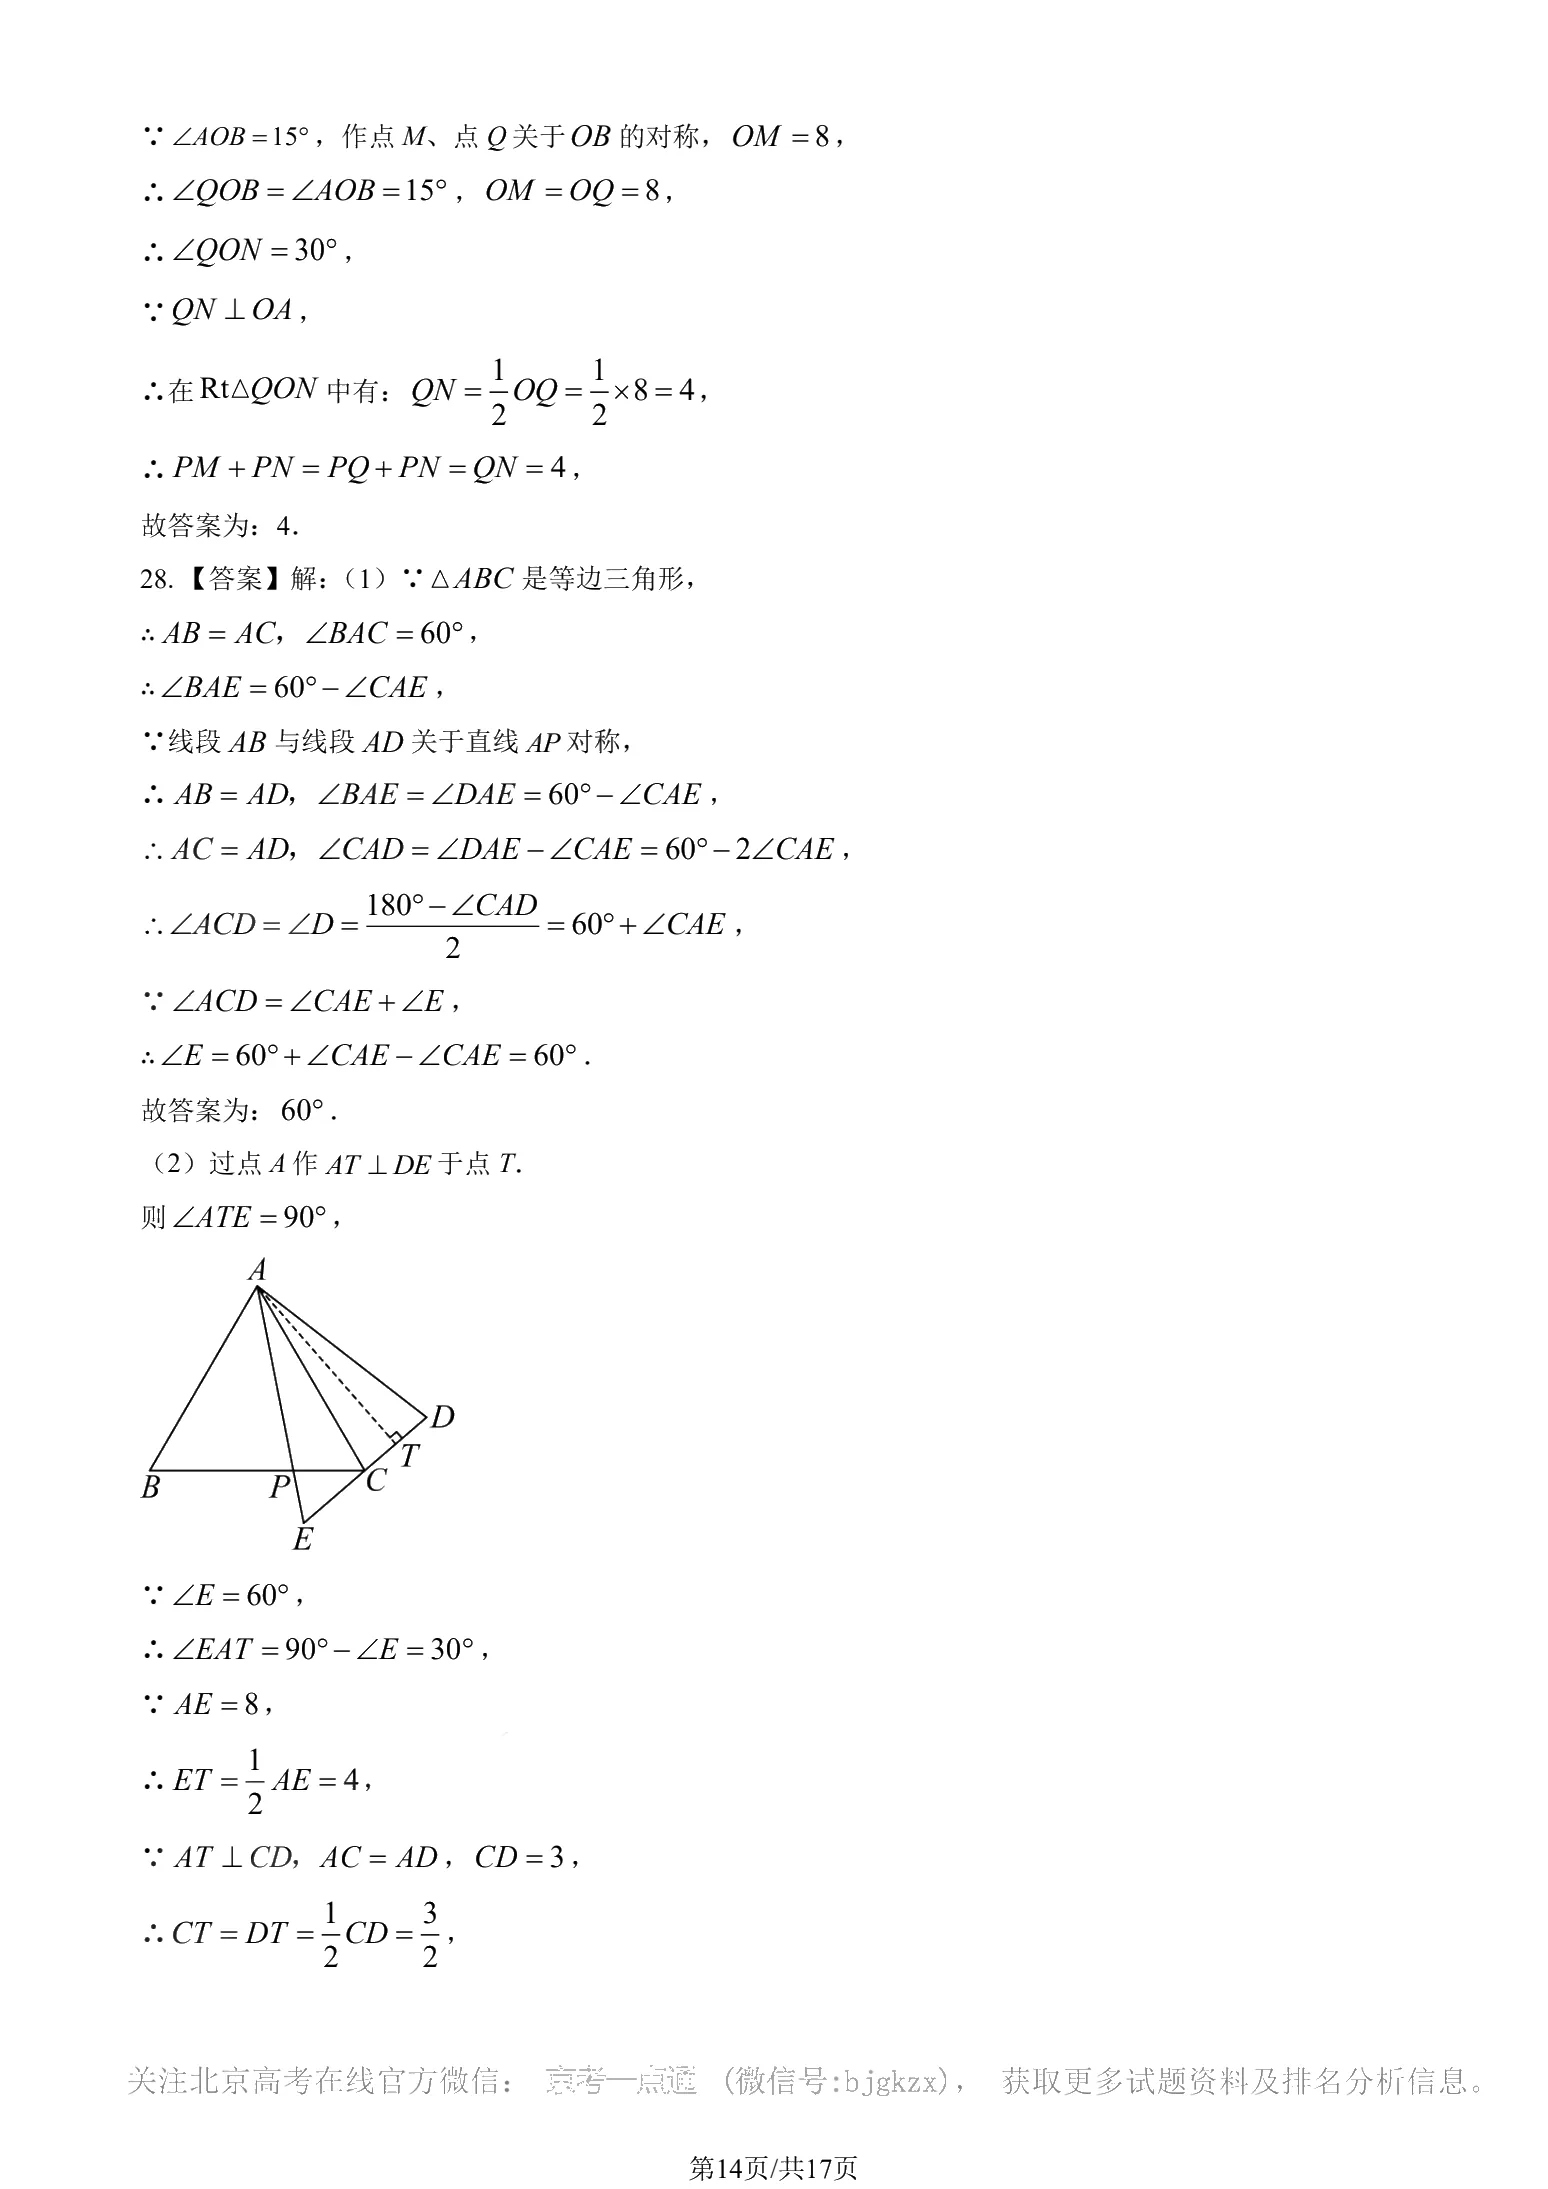 ∵∠AOB=15°，作点 M、点 Q 关于 OB 的对称，OM=8，
∴∠QOB=∠AOB=15°，OM=OQ=8，
∴∠QON=30°，
∵QN⊥OA，
∴在 Rt△QON 中有：QN=1/2 OQ=1/2×8=4，
∴PM+PN=PQ+PN=QN=4，
故答案为：4．
28.【答案】解：（1）∵△ABC 是等边三角形，
∴AB=AC，∠BAC=60°，
∴∠BAE=60°−∠CAE，
∵线段 AB 与线段 AD 关于直线 AP 对称，
∴AB=AD，∠BAE=∠DAE=60°−∠CAE，
∴AC=AD，∠CAD=∠DAE−∠CAE=60°−2∠CAE，
∴∠ACD=∠D=(180°−∠CAD)/2=60°+∠CAE，
∵∠ACD=∠CAE+∠E，
∴∠E=60°+∠CAE−∠CAE=60°．
故答案为：60°．
（2）过点 A 作 AT⊥DE 于点 T．
则∠ATE=90°，
A
D
T
B
P
C
E
∵∠E=60°，
∴∠EAT=90°−∠E=30°，
∵AE=8，
∴ET=1/2 AE=4，
∵AT⊥CD，AC=AD，CD=3，
∴CT=DT=1/2 CD=3/2，
关注北京高考在线官方微信： 京考一点通 （微信号:bjgkzx）， 获取更多试题资料及排名分析信息。
第14页/共17页